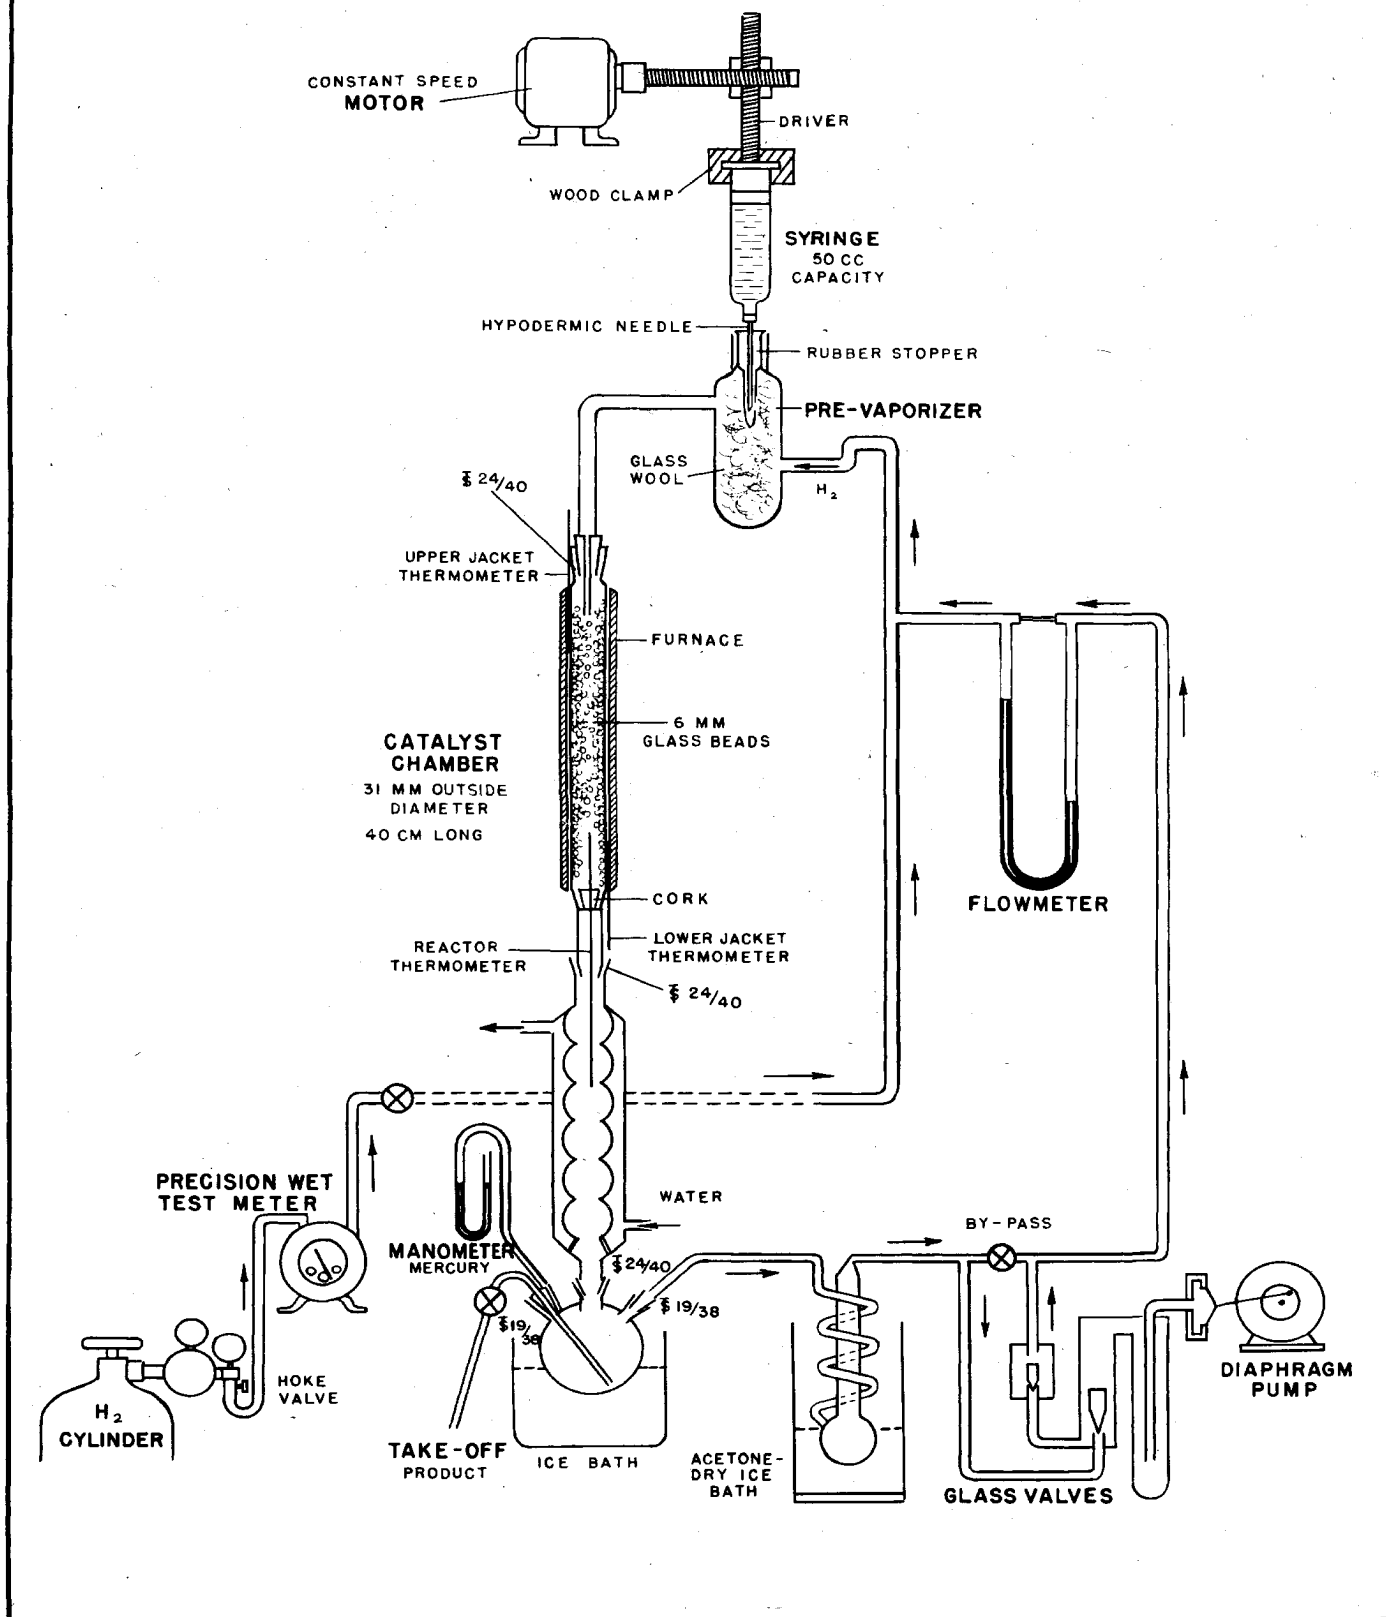 CONSTANT SPEED
MOTOR
DRIVER
WOOD CLAMP
SYRINGE
50 CC
CAPACITY
HYPODERMIC NEEDLE
RUBBER STOPPER
PRE-VAPORIZER
GLASS
WOOL
H₂
24/40
UPPER JACKET
THERMOMETER
FURNACE
6 MM
GLASS BEADS
CATALYST
CHAMBER
31 MM OUTSIDE
DIAMETER
40 CM LONG
CORK
FLOWMETER
REACTOR
THERMOMETER
LOWER JACKET
THERMOMETER
24/40
PRECISION WET
TEST METER
WATER
BY-PASS
MANOMETER
MERCURY
24/40
19/38
19/38
HOKE
VALVE
H₂
CYLINDER
TAKE-OFF
PRODUCT
ICE BATH
ACETONE-
DRY ICE
BATH
GLASS VALVES
DIAPHRAGM
PUMP